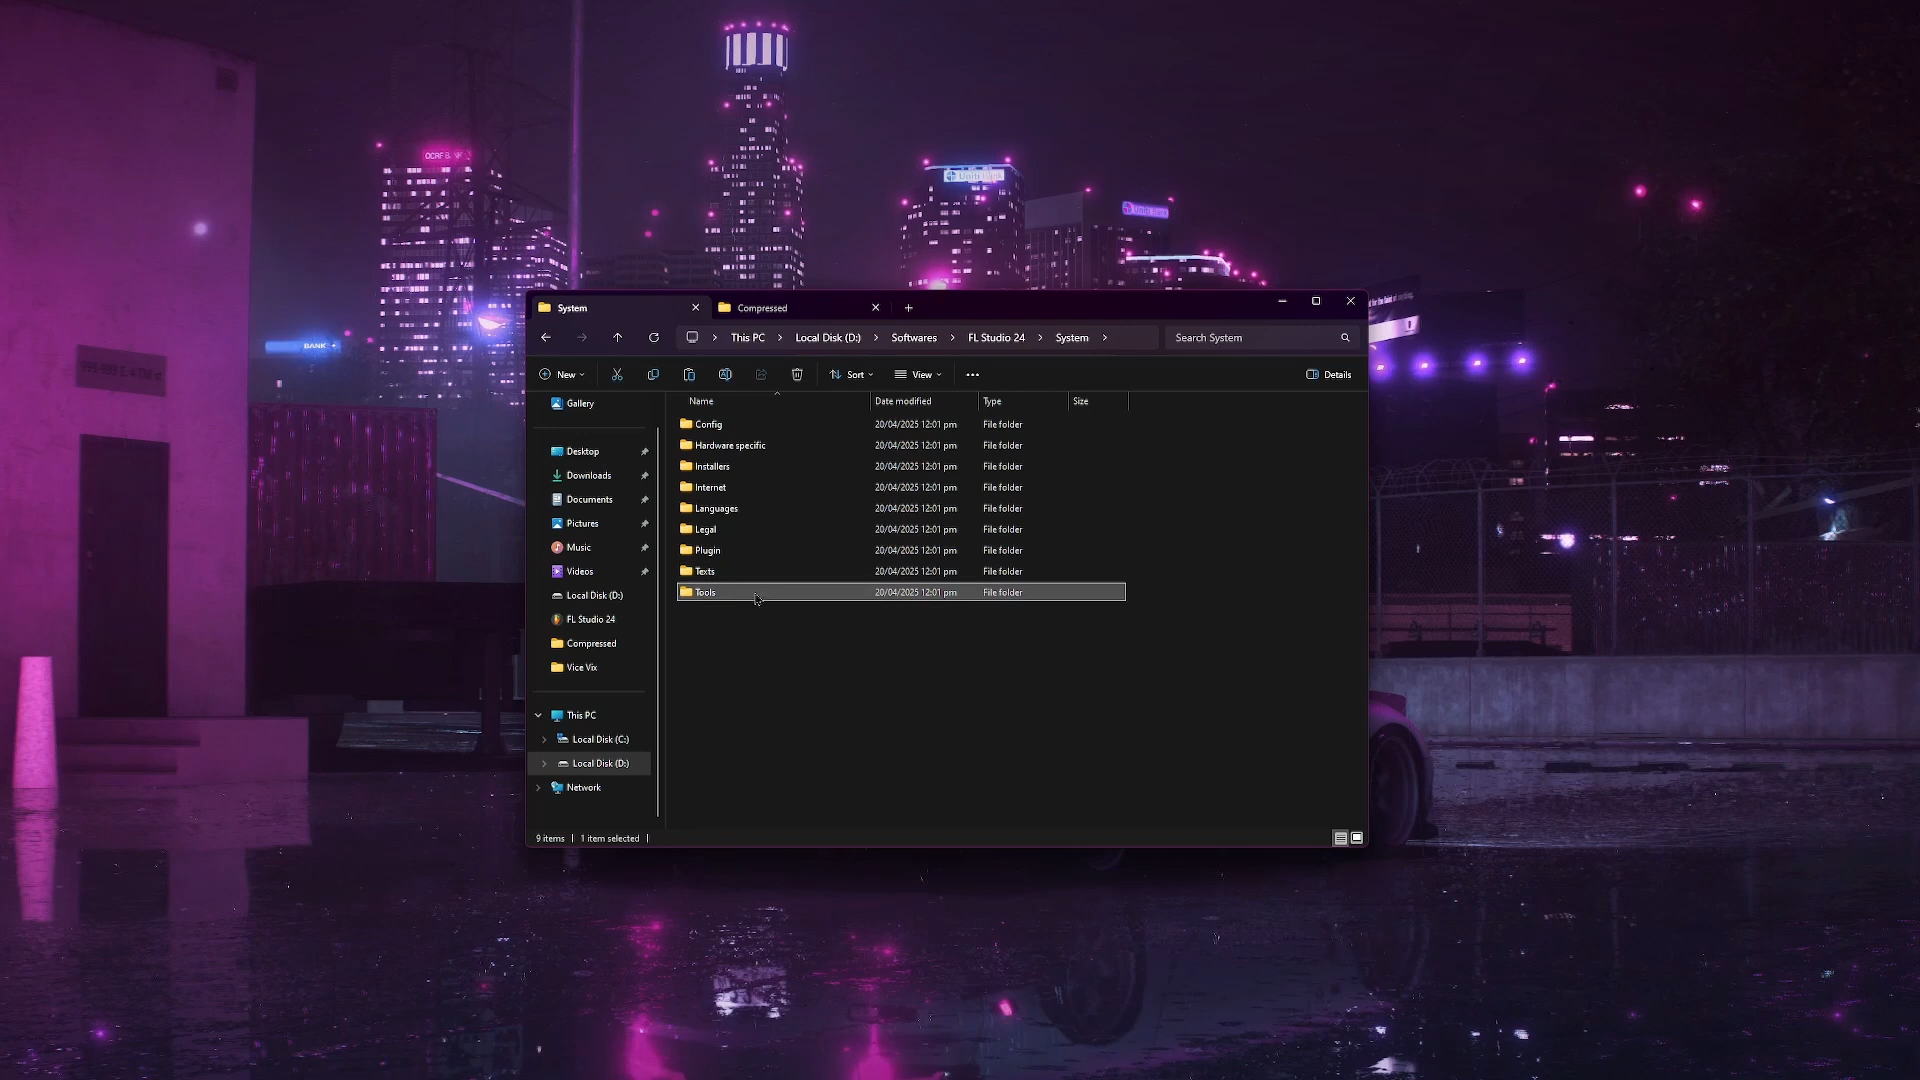 OCRF B
Uniti Bank
BANK
System
Compressed
This PC
Local Disk (D:)
Softwares
FL Studio 24
System
Search System
New
Sort
View
Details
Gallery
Desktop
Downloads
Documents
Pictures
Music
Videos
Local Disk (D:)
FL Studio 24
Compressed
Vice Vix
This PC
Local Disk (C:)
Local Disk (D:)
Network
Name Date modified Type Size
Config 20/04/2025 12:01 pm File folder
Hardware specific 20/04/2025 12:01 pm File folder
Installers 20/04/2025 12:01 pm File folder
Internet 20/04/2025 12:01 pm File folder
Languages 20/04/2025 12:01 pm File folder
Legal 20/04/2025 12:01 pm File folder
Plugin 20/04/2025 12:01 pm File folder
Texts 20/04/2025 12:01 pm File folder
Tools 20/04/2025 12:01 pm File folder
9 items 1 item selected